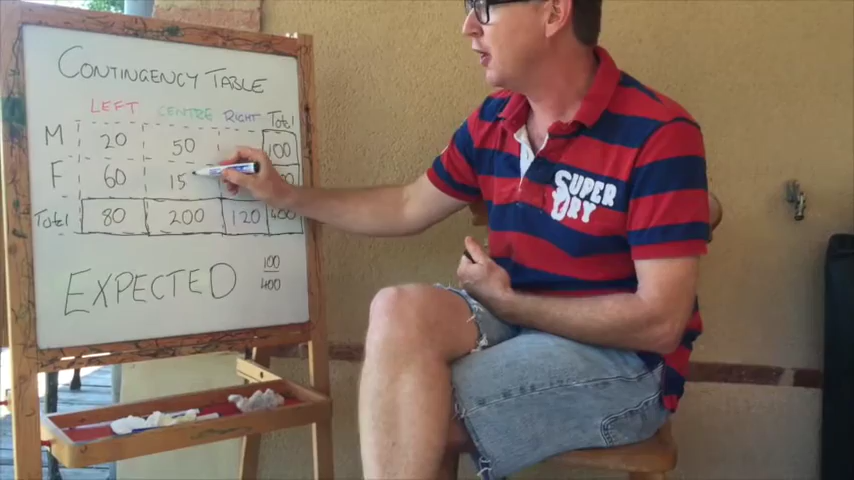 CONTINGENCY TABLE
LEFT CENTRE RIGHT Total
M 20 50 100
F 60 15
Total 80 200 120 400
EXPECTED 100
400
SUPER
DRY